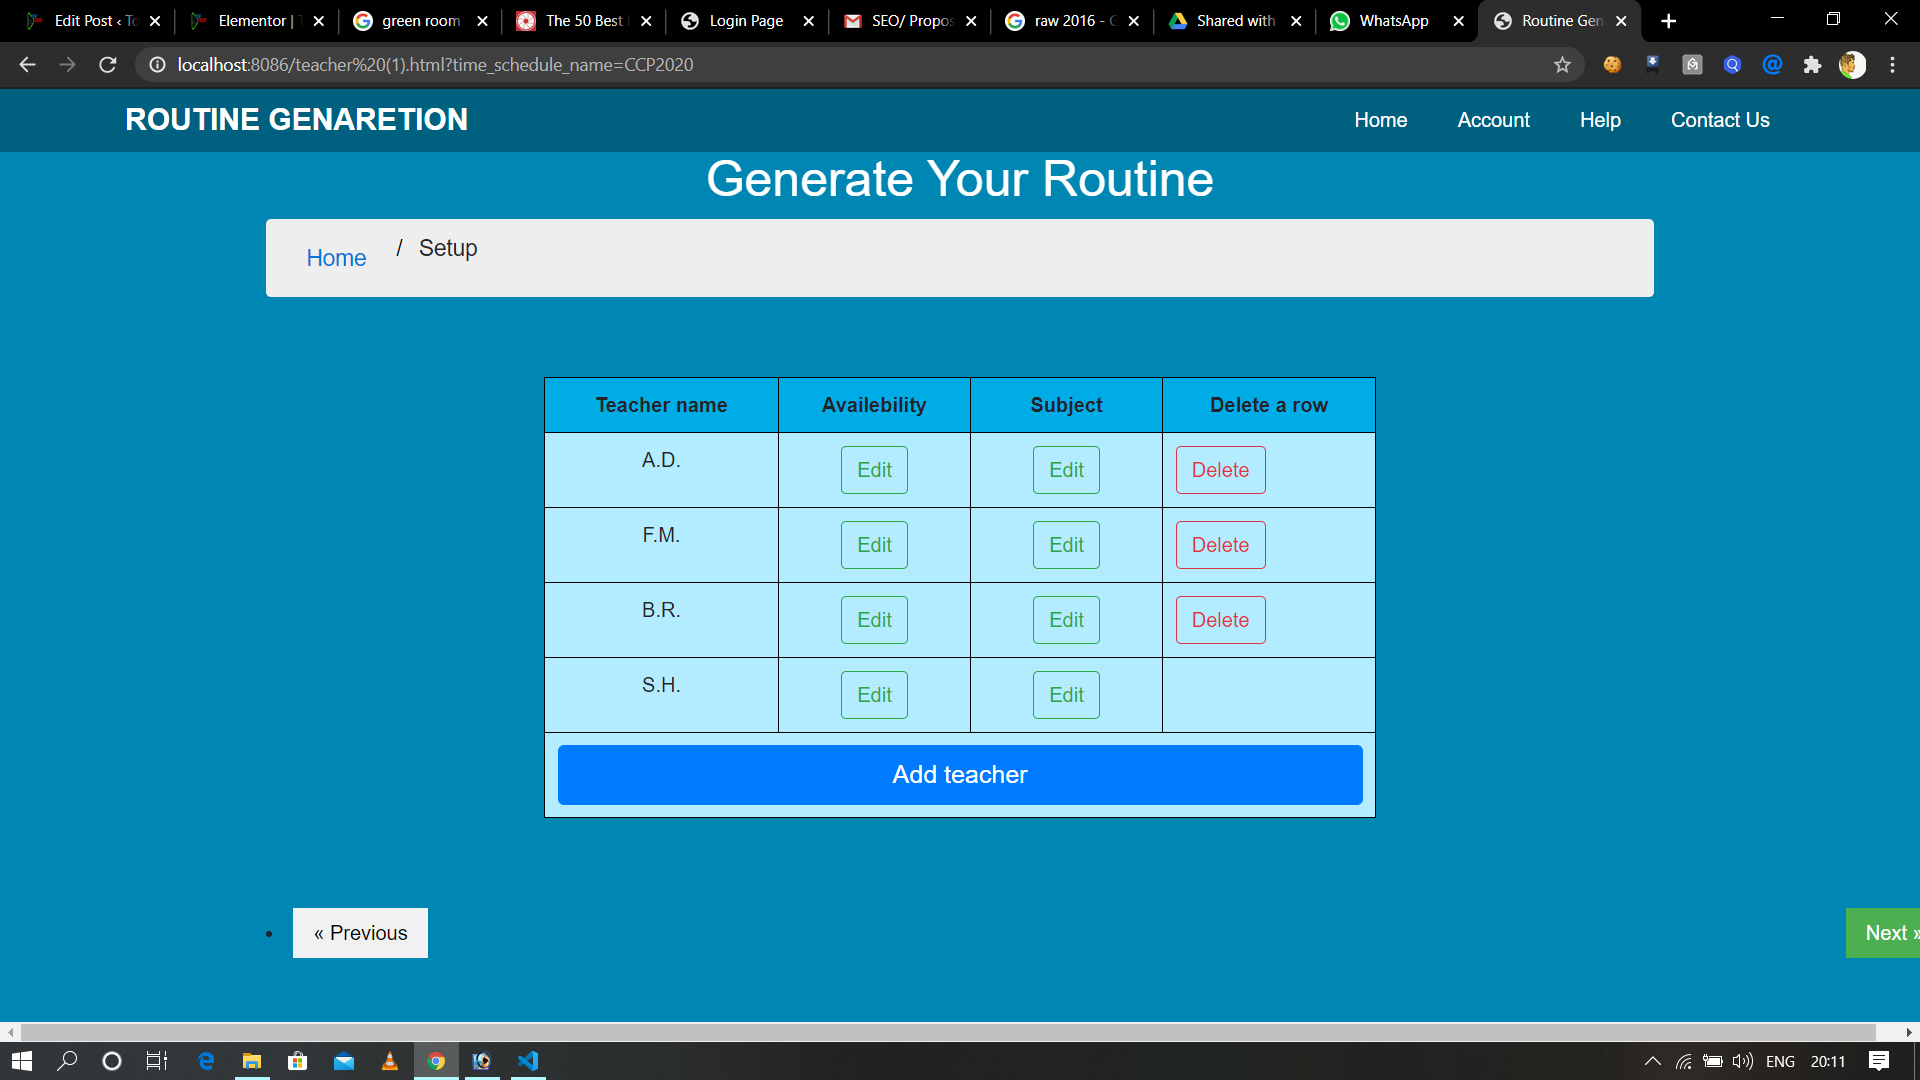 Edit Post ‹ To
Elementor | T
green room
The 50 Best
Login Page
SEO/ Propos
raw 2016 - G
Shared with
WhatsApp
Routine Gen
localhost:8086/teacher%20(1).html?time_schedule_name=CCP2020
ROUTINE GENARETION
Home
Account
Help
Contact Us
Generate Your Routine
Home / Setup
Teacher name Availebility Subject Delete a row
A.D. Edit Edit Delete
F.M. Edit Edit Delete
B.R. Edit Edit Delete
S.H. Edit Edit
Add teacher
« Previous
Next »
ENG 20:11